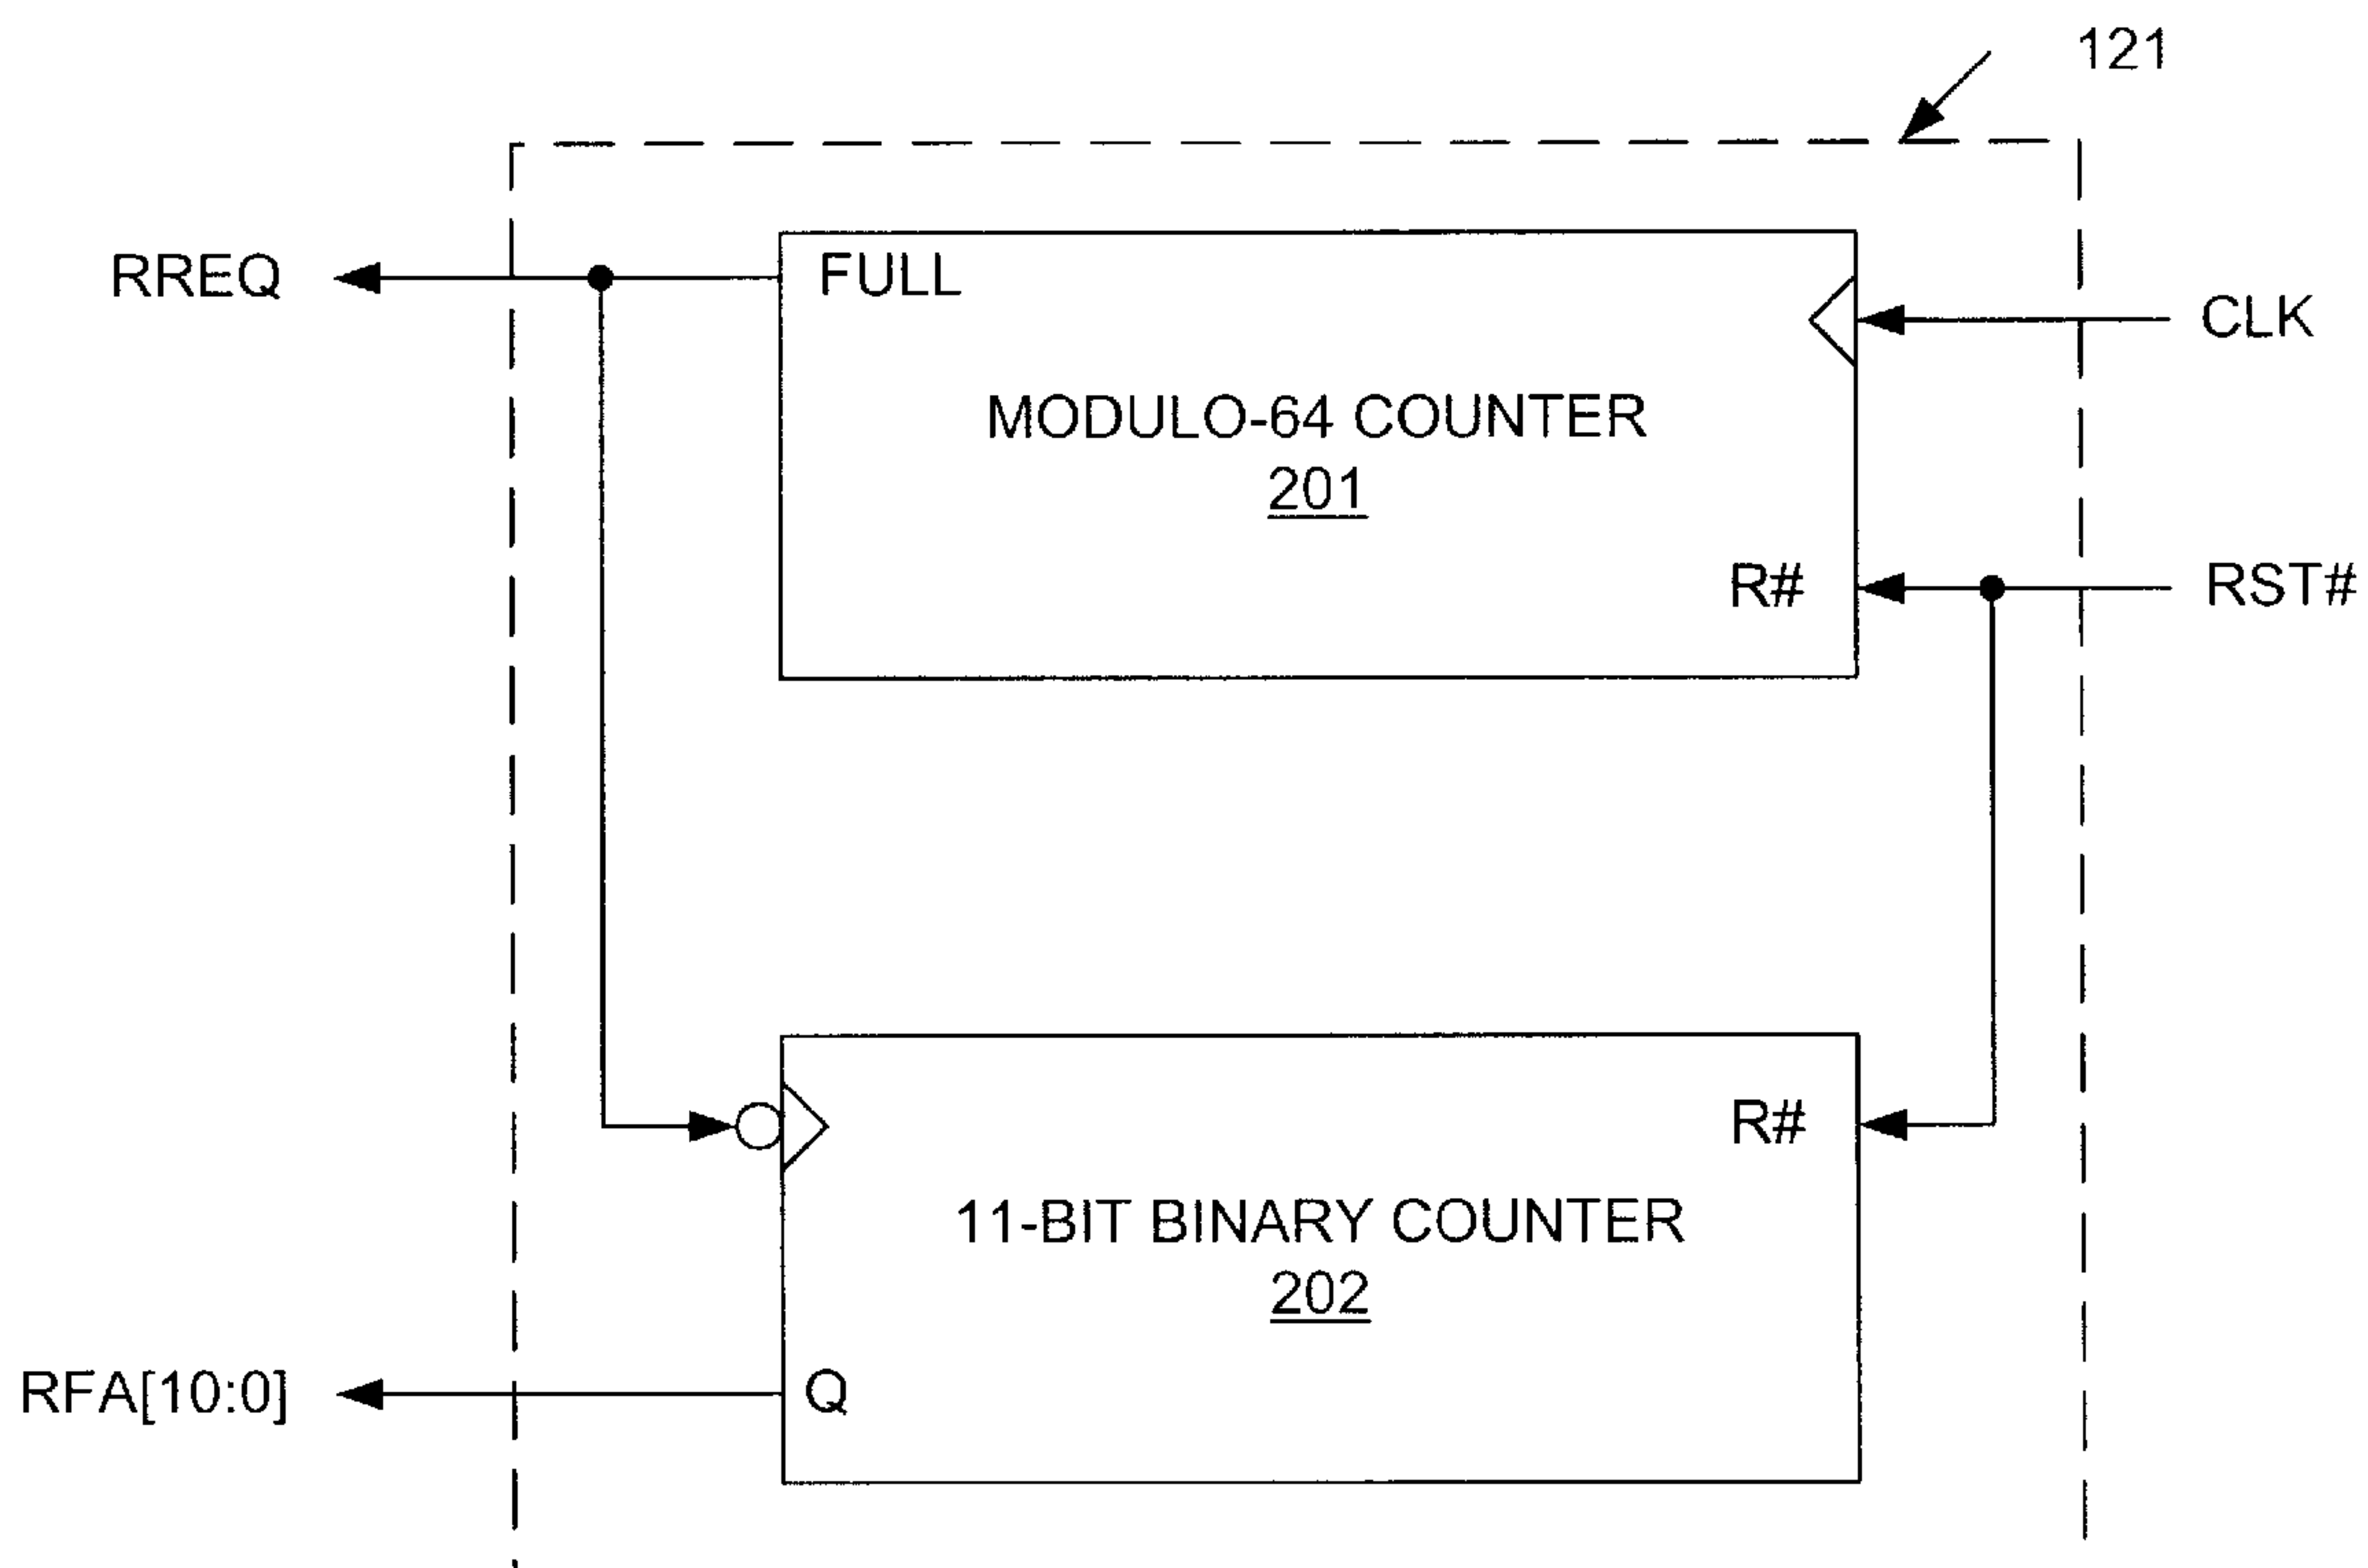 121
RREQ
FULL
CLK
MODULO-64 COUNTER
201
R#
RST#
R#
11-BIT BINARY COUNTER
202
RFA[10:0]
Q